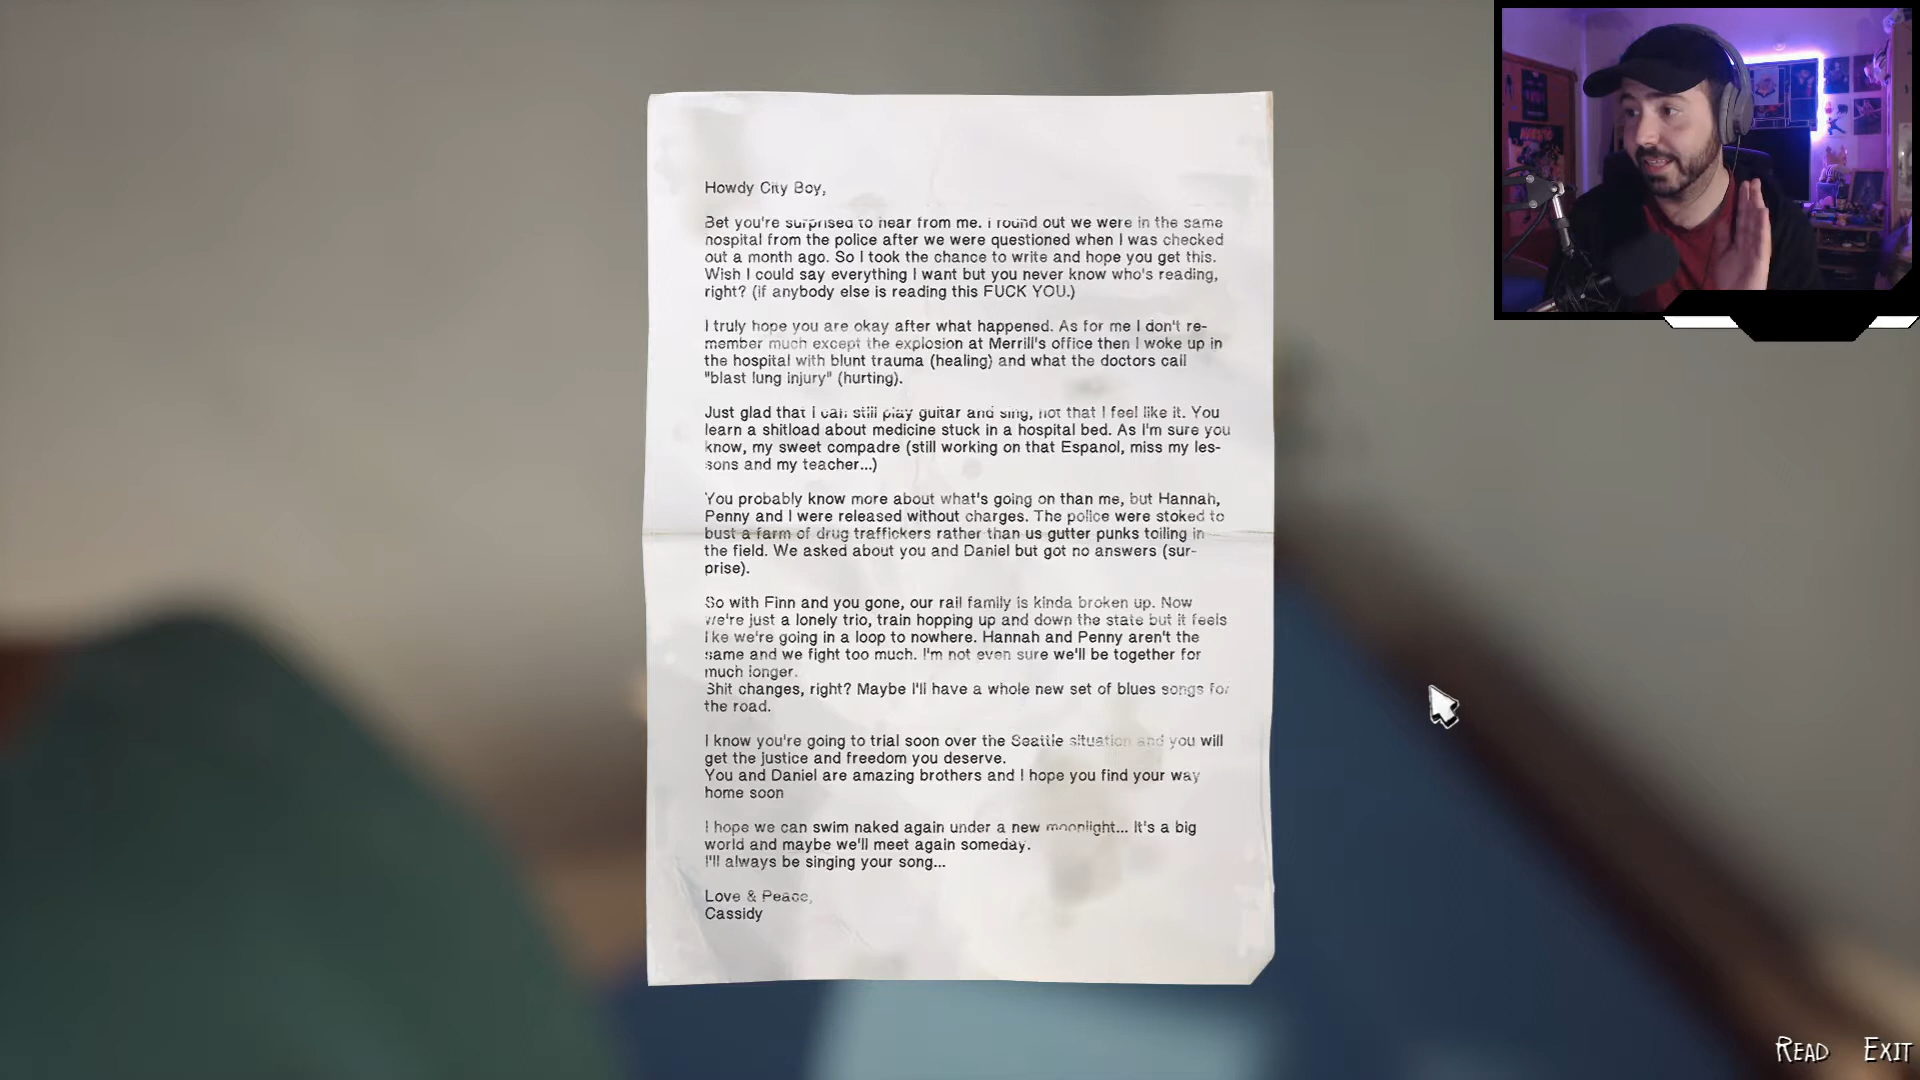 Howdy City Boy,
Bet you're surprised to hear from me. I found out we were in the same
hospital from the police after we were questioned when I was checked
out a month ago. So I took the chance to write and hope you get this.
Wish I could say everything I want but you never know who's reading,
right? (if anybody else is reading this FUCK YOU.)
I truly hope you are okay after what happened. As for me I don't re-
member much except the explosion at Merrill's office then I woke up in
the hospital with blunt trauma (healing) and what the doctors call
"blast lung injury" (hurting).
Just glad that I can still play guitar and sing, not that I feel like it. You
learn a shitload about medicine stuck in a hospital bed. As I'm sure you
know, my sweet compadre (still working on that Espanol, miss my les-
sons and my teacher...)
You probably know more about what's going on than me, but Hannah,
Penny and I were released without charges. The police were stoked to
bust a farm of drug traffickers rather than us gutter punks toiling in
the field. We asked about you and Daniel but got no answers (sur-
prise).
So with Finn and you gone, our rail family is kinda broken up. Now
we're just a lonely trio, train hopping up and down the state but it feels
like we're going in a loop to nowhere. Hannah and Penny aren't the
same and we fight too much. I'm not even sure we'll be together for
much longer.
Shit changes, right? Maybe I'll have a whole new set of blues songs for
the road.
I know you're going to trial soon over the Seattle situation and you will
get the justice and freedom you deserve.
You and Daniel are amazing brothers and I hope you find your way
home soon
I hope we can swim naked again under a new moonlight... It's a big
world and maybe we'll meet again someday.
I'll always be singing your song...
Love & Peace,
Cassidy
READ EXIT